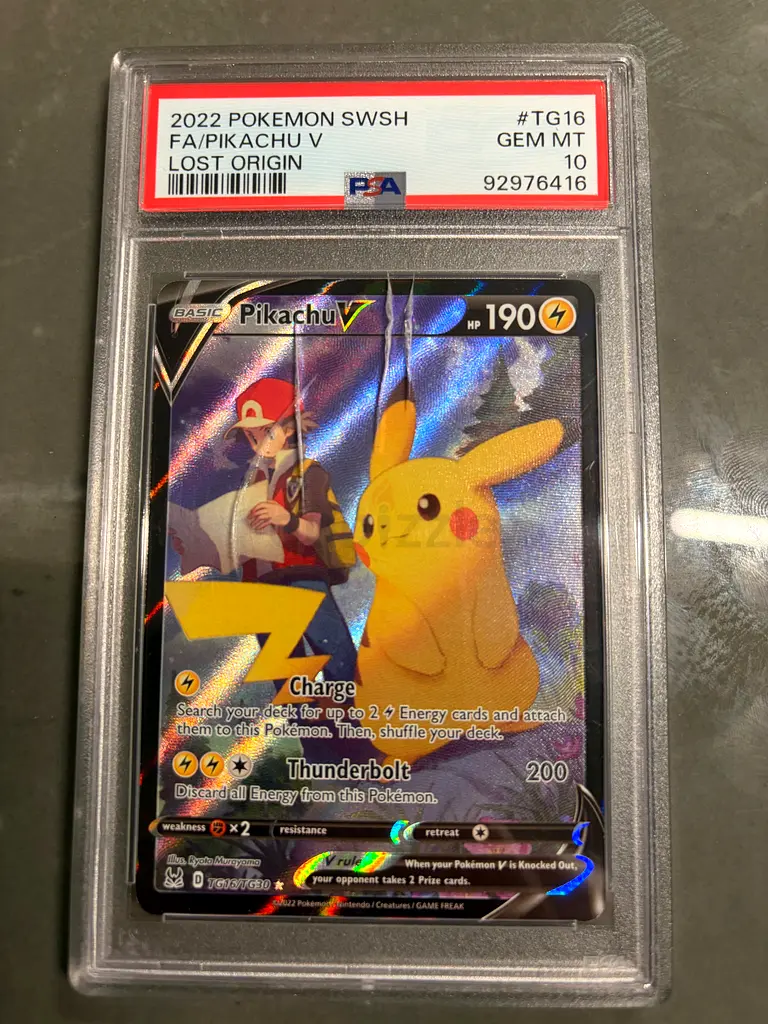 2022 POKEMON SWSH #TG16
FA/PIKACHU V GEM MT
LOST ORIGIN 10
PSA 92976416
BASIC Pikachu V HP 190
Charge
Search your deck for up to 2 Energy cards and attach
them to this Pokémon. Then, shuffle your deck.
Thunderbolt 200
Discard all Energy from this Pokémon.
weakness ×2 resistance retreat
Illus. Ryota Murayama
V rule When your Pokémon V is Knocked Out,
your opponent takes 2 Prize cards.
D TG16/TG30
©2022 Pokémon / Nintendo / Creatures / GAME FREAK